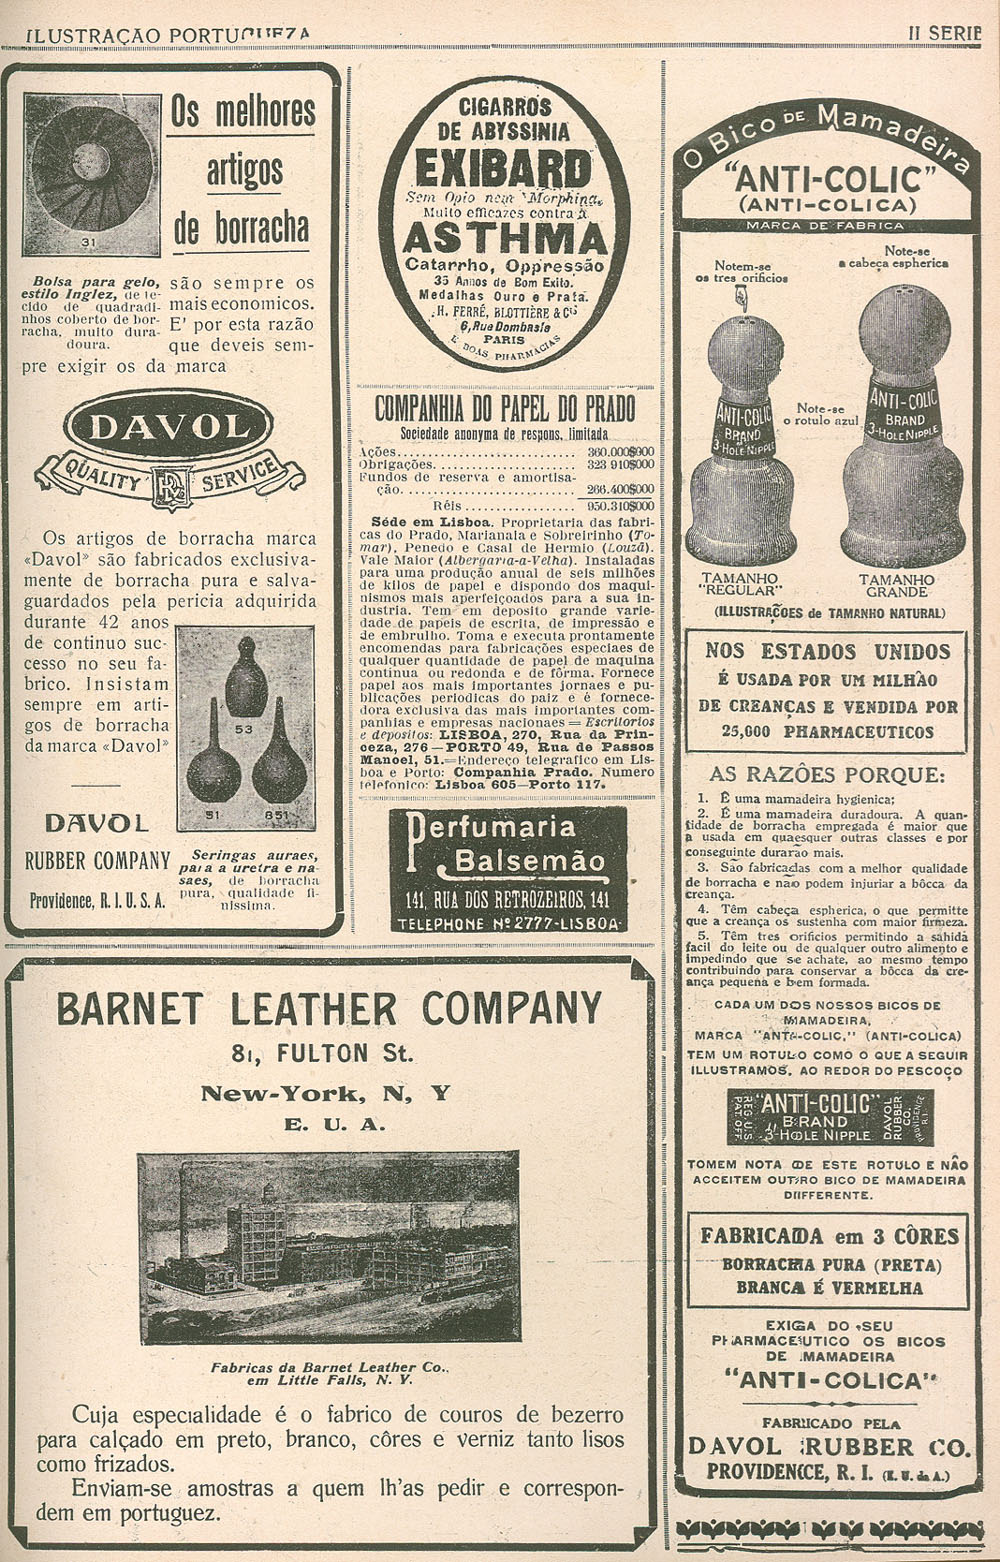 ILUSTRAÇÃO PORTUGUEZA
II SERIE
Os melhores
artigos
de borracha
31
Bolsa para gelo,
estilo Inglez, de te-
cido de quadradi-
nhos coberto de bor-
racha, muito dura-
doura.
são sempre os
mais economicos.
E' por esta razão
que deveis sem-
pre exigir os da marca
DAVOL
QUALITY SERVICE
Os artigos de borracha marca
«Davol» são fabricados exclusiva-
mente de borracha pura e salva-
guardados pela pericia adquirida
durante 42 anos
de continuo suc-
cesso no seu fa-
brico. Insistam
sempre em arti-
gos de borracha
da marca «Davol»
53
51
851
DAVOL
RUBBER COMPANY
Providence, R. I. U. S. A.
Seringas auraes,
para a uretra e na-
saes, de borracha
pura, qualidade fi-
nissima.
CIGARROS
DE ABYSSINIA
EXIBARD
Sem Opio nem Morphina.
Muito efficazes contra a
ASTHMA
Catarrho, Oppressão
35 Annos de Bom Exito.
Medalhas Ouro e Prata.
H. FERRÉ, BLOTTIÈRE & Cie
6, Rue Dombasle
PARIS
E BOAS PHARMACIAS
COMPANHIA DO PAPEL DO PRADO
Sociedade anonyma de respons. limitada
Ações.............................. 360.000$000
Obrigações........................ 323 910$000
Fundos de reserva e amortisa-
ção........................... 266.400$000
Réis.................. 950.310$000
Séde em Lisboa. Proprietaria das fabri-
cas do Prado, Marianaia e Sobreirinho (To-
mar), Penedo e Casal de Hermio (Louzã).
Vale Maior (Albergaria-a-Velha). Instaladas
para uma produção anual de seis milhões
de kilos de papel e dispondo dos maqui-
nismos mais aperfeiçoados para a sua in-
dustria. Tem em deposito grande varie-
dade de papeis de escrita, de impressão e
de embrulho. Toma e executa prontamente
encomendas para fabricações especiaes de
qualquer quantidade de papel de maquina
continua ou redonda e de fôrma. Fornece
papel aos mais importantes jornaes e pu-
blicações periodicas do paiz e é fornece-
dora exclusiva das mais importantes com-
panhias e empresas nacionaes = Escritorios
e depositos: LISBOA, 270, Rua da Prin-
ceza, 276—PORTO 49, Rua de Passos
Manoel, 51.=Endereço telegrafico em Lis-
boa e Porto: Companhia Prado. Numero
telefonico: Lisboa 605—Porto 117.
Perfumaria
Balsemão
141, RUA DOS RETROZEIROS, 141
TELEPHONE Nº 2777-LISBOA
BARNET LEATHER COMPANY
81, FULTON St.
New-York, N, Y
E. U. A.
Fabricas da Barnet Leather Co..
em Little Falls, N. Y.
Cuja especialidade é o fabrico de couros de bezerro
para calçado em preto, branco, côres e verniz tanto lisos
como frizados.
Enviam-se amostras a quem lh'as pedir e correspon-
dem em portuguez.
O Bico DE Mamadeira
"ANTI-COLIC"
(ANTI-COLICA)
MARCA DE FABRICA
Notem-se
os tres orificios
Note-se
a cabeça espherica
ANTI-COLIC
BRAND
3-HOLE NIPPLE
Note-se
o rotulo azul
ANTI-COLIC
BRAND
3-HOLE NIPPLE
TAMANHO
"REGULAR"
TAMANHO
GRANDE
(ILLUSTRAÇÕES de TAMANHO NATURAL)
NOS ESTADOS UNIDOS
É USADA POR UM MILHÃO
DE CREANÇAS E VENDIDA POR
25,000 PHARMACEUTICOS
AS RAZÕES PORQUE:
1. É uma mamadeira hygienica;
2. É uma mamadeira duradoura. A quan-
tidade de borracha empregada é maior que
a usada em quaesquer outras classes e por
conseguinte durarão mais.
3. São fabricadas com a melhor qualidade
de borracha e não podem injuriar a bôcca da
creança.
4. Têm cabeça espherica, o que permitte
que a creança os sustenha com maior firmeza.
5. Têm tres orificios permitindo a sahida
facil do leite ou de qualquer outro alimento e
impedindo que se achate, ao mesmo tempo
contribuindo para conservar a bôcca da cre-
ança pequena e bem formada.
CADA UM DOS NOSSOS BICOS DE
MAMADEIRA,
MARCA "ANTI-COLIC," (ANTI-COLICA)
TEM UM ROTULO COMO O QUE A SEGUIR
ILLUSTRAMOS, AO REDOR DO PESCOÇO
REG. U.S. PAT. OFF.
"ANTI-COLIC"
BRAND
3-HOLE NIPPLE
DAVOL RUBBER CO. PROVIDENCE R.I.
TOMEM NOTA DE ESTE ROTULO E NÃO
ACCEITEM OUTRO BICO DE MAMADEIRA
DIFFERENTE.
FABRICADA em 3 CÔRES
BORRACHA PURA (PRETA)
BRANCA É VERMELHA
EXIGA DO SEU
PHARMACEUTICO OS BICOS
DE MAMADEIRA
"ANTI-COLICA"
FABRICADO PELA
DAVOL RUBBER CO.
PROVIDENCE, R. I. (E. U. da A.)